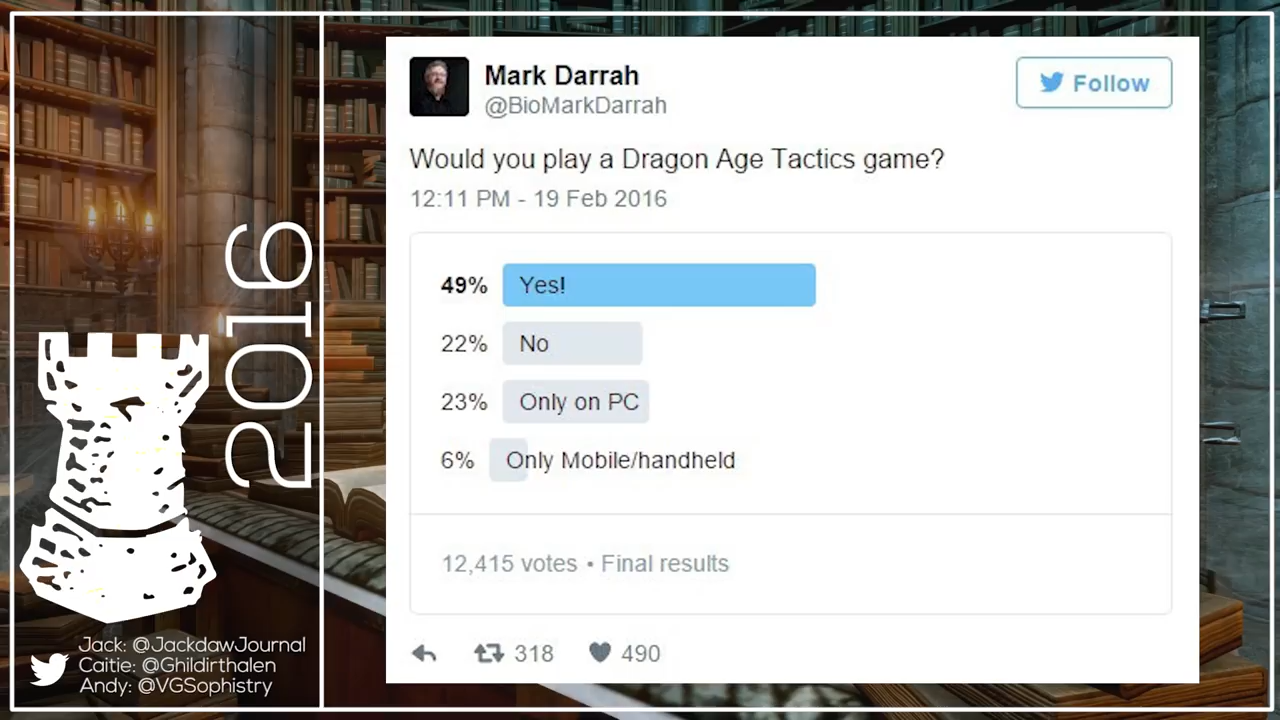 2016
Jack: @JackdawJournal
Caitie: @Ghildirthalen
Andy: @VGSophistry
Mark Darrah
@BioMarkDarrah
Follow
Would you play a Dragon Age Tactics game?
12:11 PM - 19 Feb 2016
49% Yes!
22% No
23% Only on PC
6% Only Mobile/handheld
12,415 votes • Final results
318 490